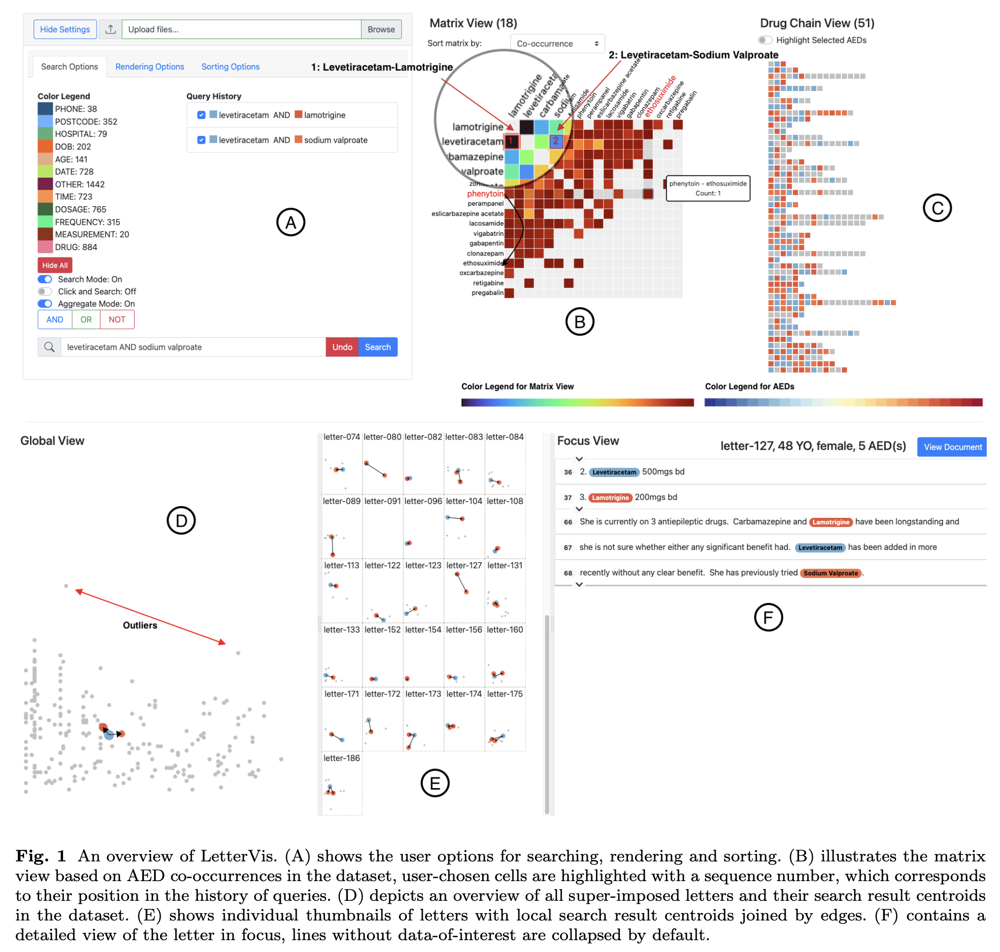 Hide Settings
Upload files...
Browse
Search Options
Rendering Options
Sorting Options
Color Legend
PHONE: 38
POSTCODE: 352
HOSPITAL: 79
DOB: 202
AGE: 141
DATE: 728
OTHER: 1442
TIME: 723
DOSAGE: 765
FREQUENCY: 315
MEASUREMENT: 20
DRUG: 884
Hide All
Search Mode: On
Click and Search: Off
Aggregate Mode: On
AND
OR
NOT
Query History
levetiracetam AND lamotrigine
levetiracetam AND sodium valproate
A
levetiracetam AND sodium valproate
Undo
Search
Matrix View (18)
Sort matrix by:
Co-occurrence
1: Levetiracetam-Lamotrigine
2: Levetiracetam-Sodium Valproate
lamotrigine
phenytoin
perampanel
eslicarbazepine acetate
lacosamide
vigabatrin
gabapentin
clonazepam
ethosuximide
oxcarbazepine
retigabine
pregabalin
lamotrigine
levetiracetam
1
2
valproate
phenytoin
perampanel
eslicarbazepine acetate
lacosamide
vigabatrin
gabapentin
clonazepam
ethosuximide
oxcarbazepine
retigabine
pregabalin
phenytoin - ethosuximide
Count: 1
B
Color Legend for Matrix View
Drug Chain View (51)
Highlight Selected AEDs
C
Color Legend for AEDs
Global View
D
Outliers
letter-074 letter-080 letter-082 letter-083 letter-084
letter-089 letter-091 letter-096 letter-104 letter-108
letter-113 letter-122 letter-123 letter-127 letter-131
letter-133 letter-152 letter-154 letter-156 letter-160
letter-171 letter-172 letter-173 letter-174 letter-175
letter-186
E
Focus View
letter-127, 48 YO, female, 5 AED(s)
View Document
36 2. Levetiracetam 500mgs bd
37 3. Lamotrigine 200mgs bd
66 She is currently on 3 antiepileptic drugs. Carbamazepine and Lamotrigine have been longstanding and
67 she is not sure whether either any significant benefit had. Levetiracetam has been added in more
68 recently without any clear benefit. She has previously tried Sodium Valproate.
F
Fig. 1 An overview of LetterVis. (A) shows the user options for searching, rendering and sorting. (B) illustrates the matrix
view based on AED co-occurrences in the dataset, user-chosen cells are highlighted with a sequence number, which corresponds
to their position in the history of queries. (D) depicts an overview of all super-imposed letters and their search result centroids
in the dataset. (E) shows individual thumbnails of letters with local search result centroids joined by edges. (F) contains a
detailed view of the letter in focus, lines without data-of-interest are collapsed by default.